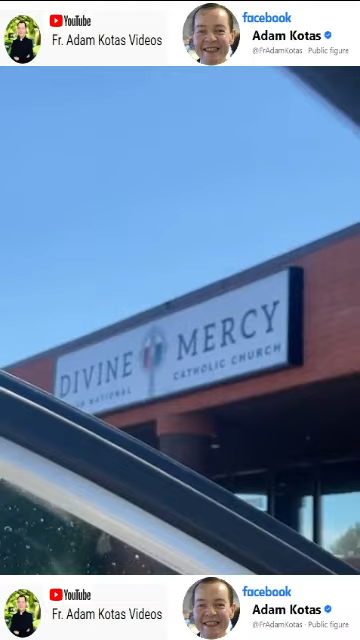 YouTube
Fr. Adam Kotas Videos
facebook
Adam Kotas
@FrAdamKotas · Public figure
DIVINE MERCY
NATIONAL CATHOLIC CHURCH
YouTube
Fr. Adam Kotas Videos
facebook
Adam Kotas
@FrAdamKotas · Public figure